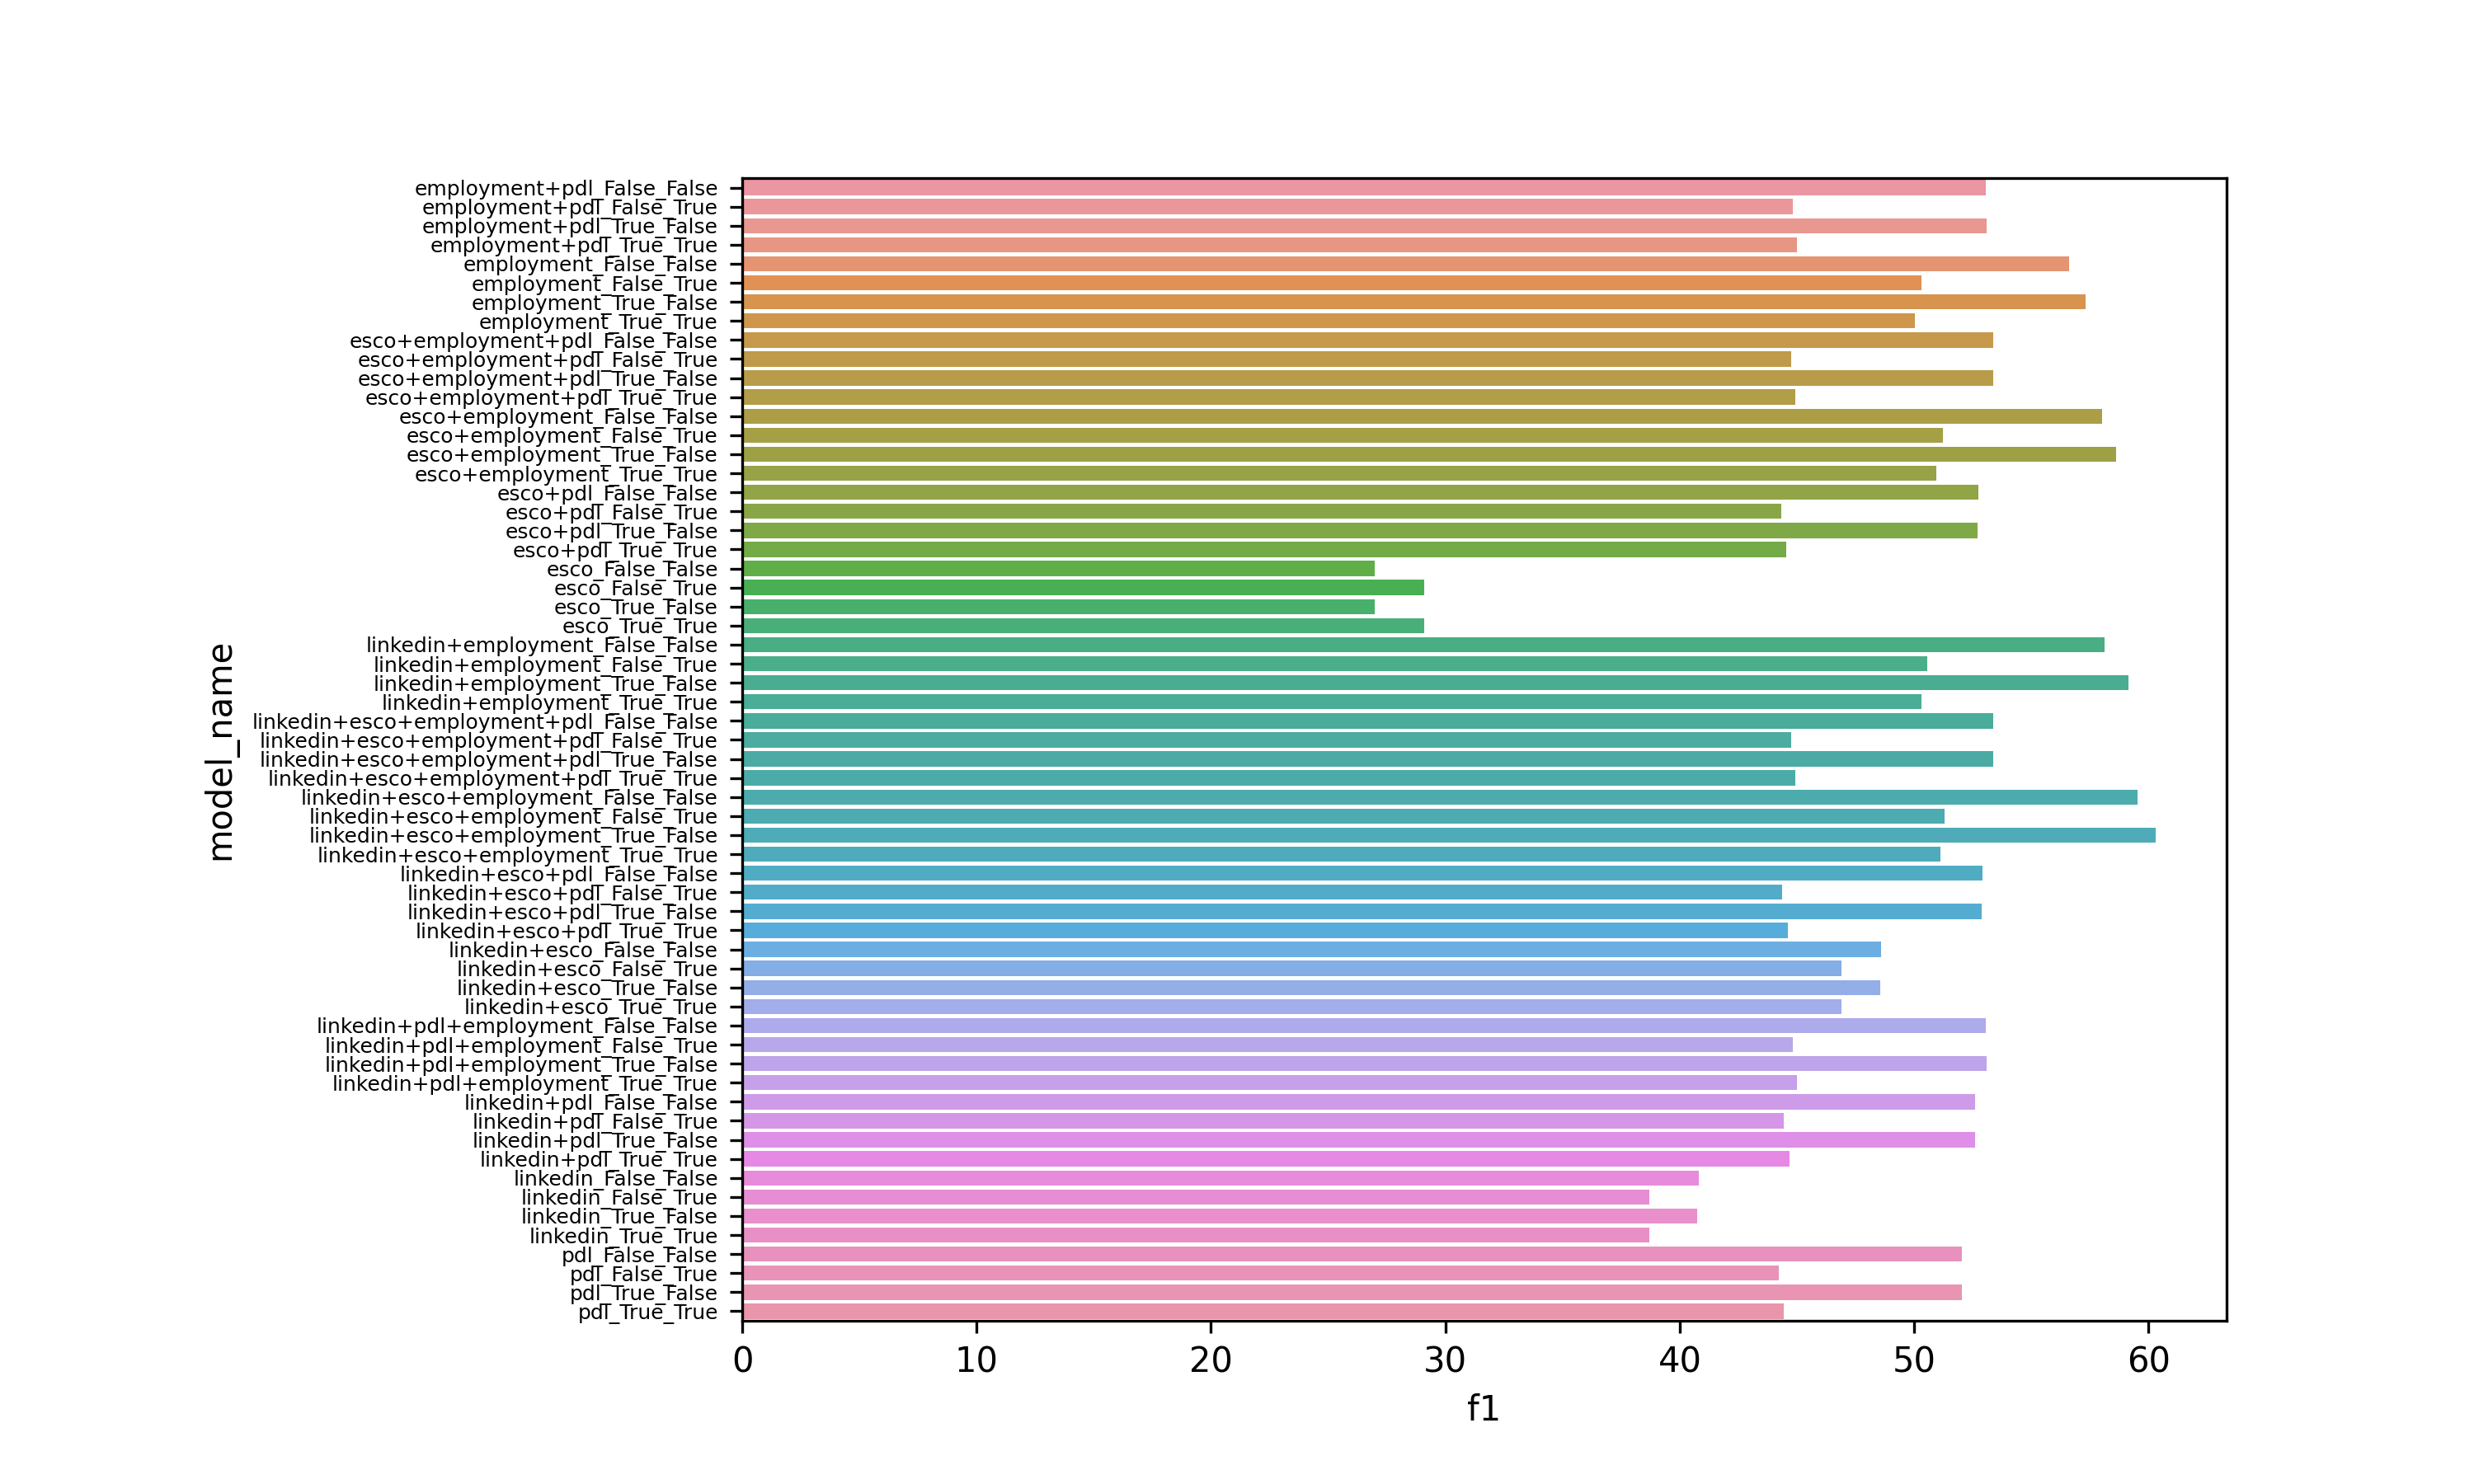 employment+pdl_False_False
employment+pdl_False_True
employment+pdl_True_False
employment+pdl_True_True
employment_False_False
employment_False_True
employment_True_False
employment_True_True
esco+employment+pdl_False_False
esco+employment+pdl_False_True
esco+employment+pdl_True_False
esco+employment+pdl_True_True
esco+employment_False_False
esco+employment_False_True
esco+employment_True_False
esco+employment_True_True
esco+pdl_False_False
esco+pdl_False_True
esco+pdl_True_False
esco+pdl_True_True
esco_False_False
esco_False_True
esco_True_False
esco_True_True
linkedin+employment_False_False
linkedin+employment_False_True
linkedin+employment_True_False
linkedin+employment_True_True
linkedin+esco+employment+pdl_False_False
linkedin+esco+employment+pdl_False_True
linkedin+esco+employment+pdl_True_False
linkedin+esco+employment+pdl_True_True
linkedin+esco+employment_False_False
linkedin+esco+employment_False_True
linkedin+esco+employment_True_False
linkedin+esco+employment_True_True
linkedin+esco+pdl_False_False
linkedin+esco+pdl_False_True
linkedin+esco+pdl_True_False
linkedin+esco+pdl_True_True
linkedin+esco_False_False
linkedin+esco_False_True
linkedin+esco_True_False
linkedin+esco_True_True
linkedin+pdl+employment_False_False
linkedin+pdl+employment_False_True
linkedin+pdl+employment_True_False
linkedin+pdl+employment_True_True
linkedin+pdl_False_False
linkedin+pdl_False_True
linkedin+pdl_True_False
linkedin+pdl_True_True
linkedin_False_False
linkedin_False_True
linkedin_True_False
linkedin_True_True
pdl_False_False
pdl_False_True
pdl_True_False
pdl_True_True
model_name
0 10 20 30 40 50 60
f1